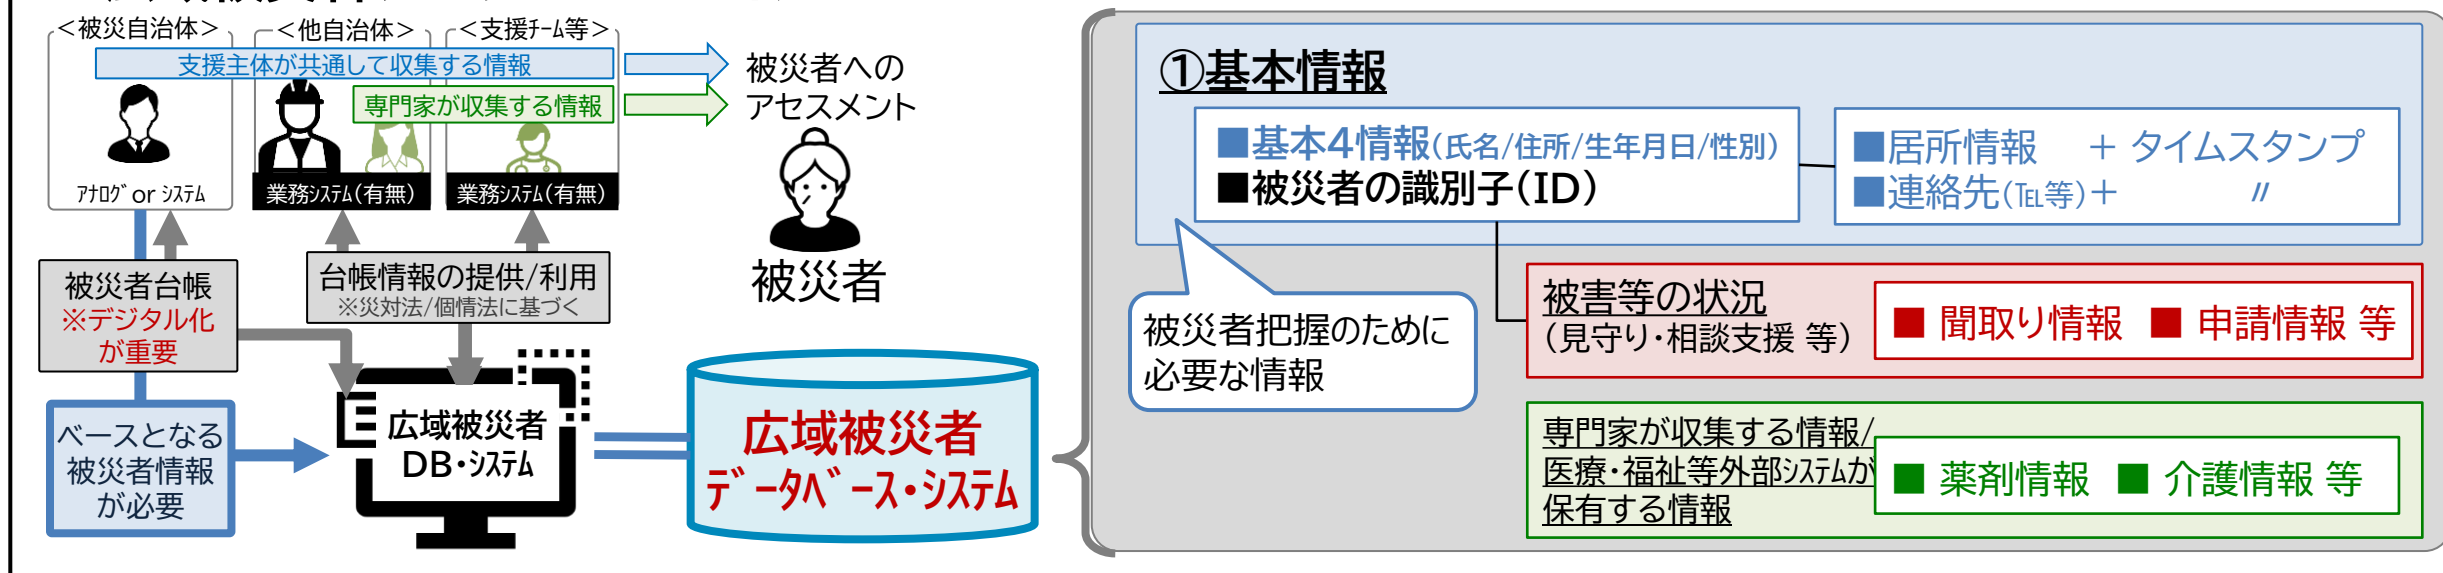 ＜被災自治体＞
＜他自治体＞
＜支援ﾁｰﾑ等＞
支援主体が共通して収集する情報
専門家が収集する情報
被災者への
アセスメント
ｱﾅﾛｸﾞ or ｼｽﾃﾑ
業務ｼｽﾃﾑ(有無)
業務ｼｽﾃﾑ(有無)
被災者
被災者台帳
※デジタル化
が重要
台帳情報の提供/利用
※災対法/個情法に基づく
ベースとなる
被災者情報
が必要
広域被災者
DB・ｼｽﾃﾑ
広域被災者
ﾃﾞｰﾀﾍﾞｰｽ・ｼｽﾃﾑ
①基本情報
■基本4情報(氏名/住所/生年月日/性別)
■被災者の識別子(ID)
■居所情報　＋ タイムスタンプ
■連絡先(℡等)＋　〃
被災者把握のために
必要な情報
被害等の状況
(見守り・相談支援 等)
■ 聞取り情報 ■ 申請情報 等
専門家が収集する情報/
医療・福祉等外部ｼｽﾃﾑが
保有する情報
■ 薬剤情報 ■ 介護情報 等